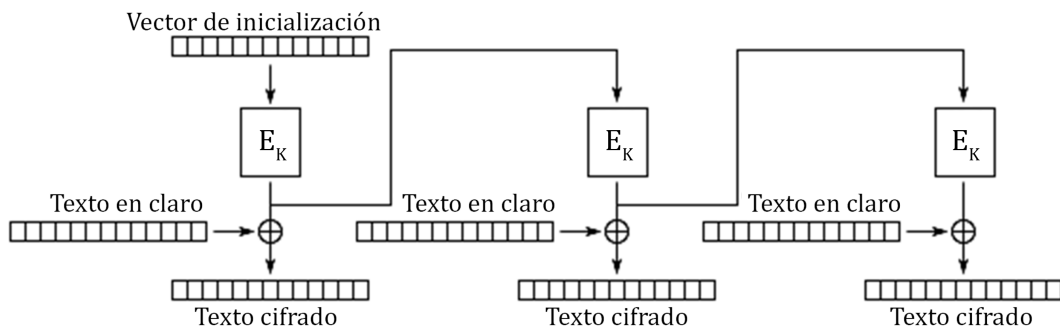 Vector de inicialización
E_K
E_K
E_K
Texto en claro
Texto en claro
Texto en claro
Texto cifrado
Texto cifrado
Texto cifrado